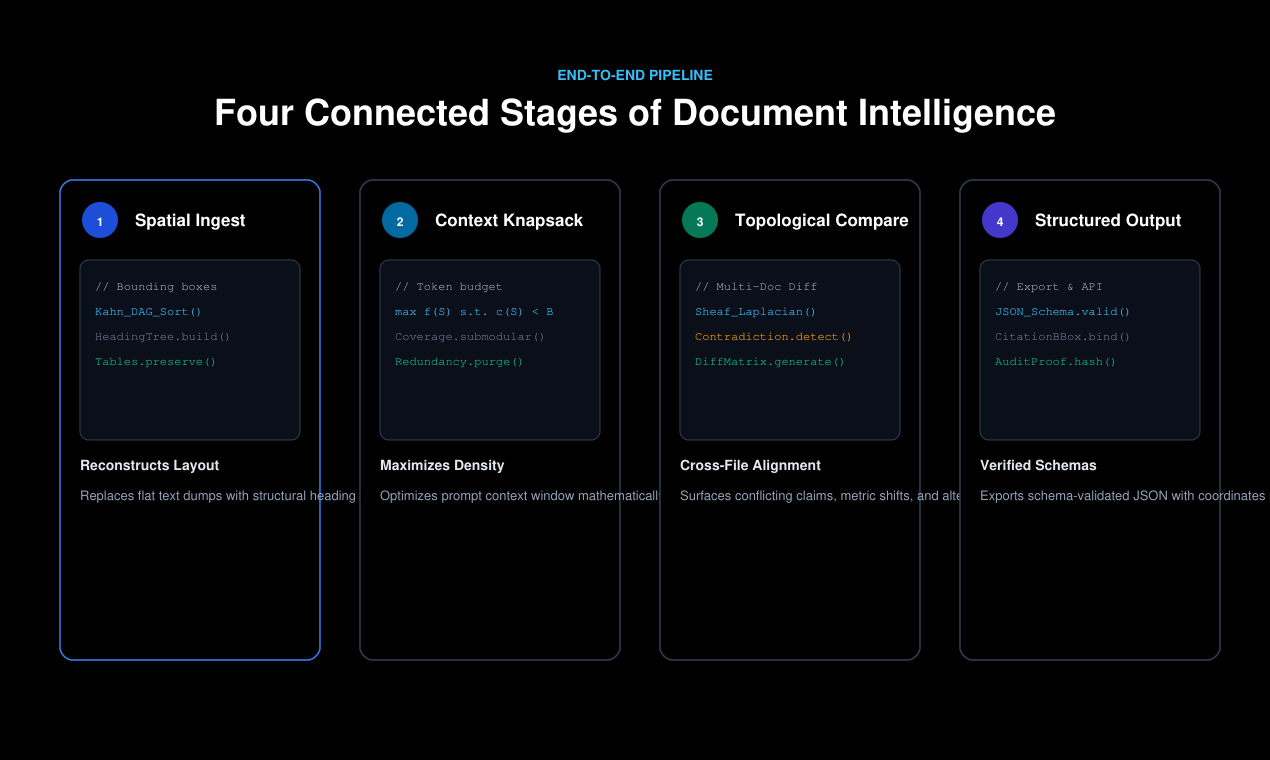 END-TO-END PIPELINE
Four Connected Stages of Document Intelligence
1
Spatial Ingest
// Bounding boxes
Kahn_DAG_Sort()
HeadingTree.build()
Tables.preserve()
Reconstructs Layout
Replaces flat text dumps with structural heading
2
Context Knapsack
// Token budget
max f(S) s.t. c(S) < B
Coverage.submodular()
Redundancy.purge()
Maximizes Density
Optimizes prompt context window mathematicall
3
Topological Compare
// Multi-Doc Diff
Sheaf_Laplacian()
Contradiction.detect()
DiffMatrix.generate()
Cross-File Alignment
Surfaces conflicting claims, metric shifts, and alte
4
Structured Output
// Export & API
JSON_Schema.valid()
CitationBBox.bind()
AuditProof.hash()
Verified Schemas
Exports schema-validated JSON with coordinates